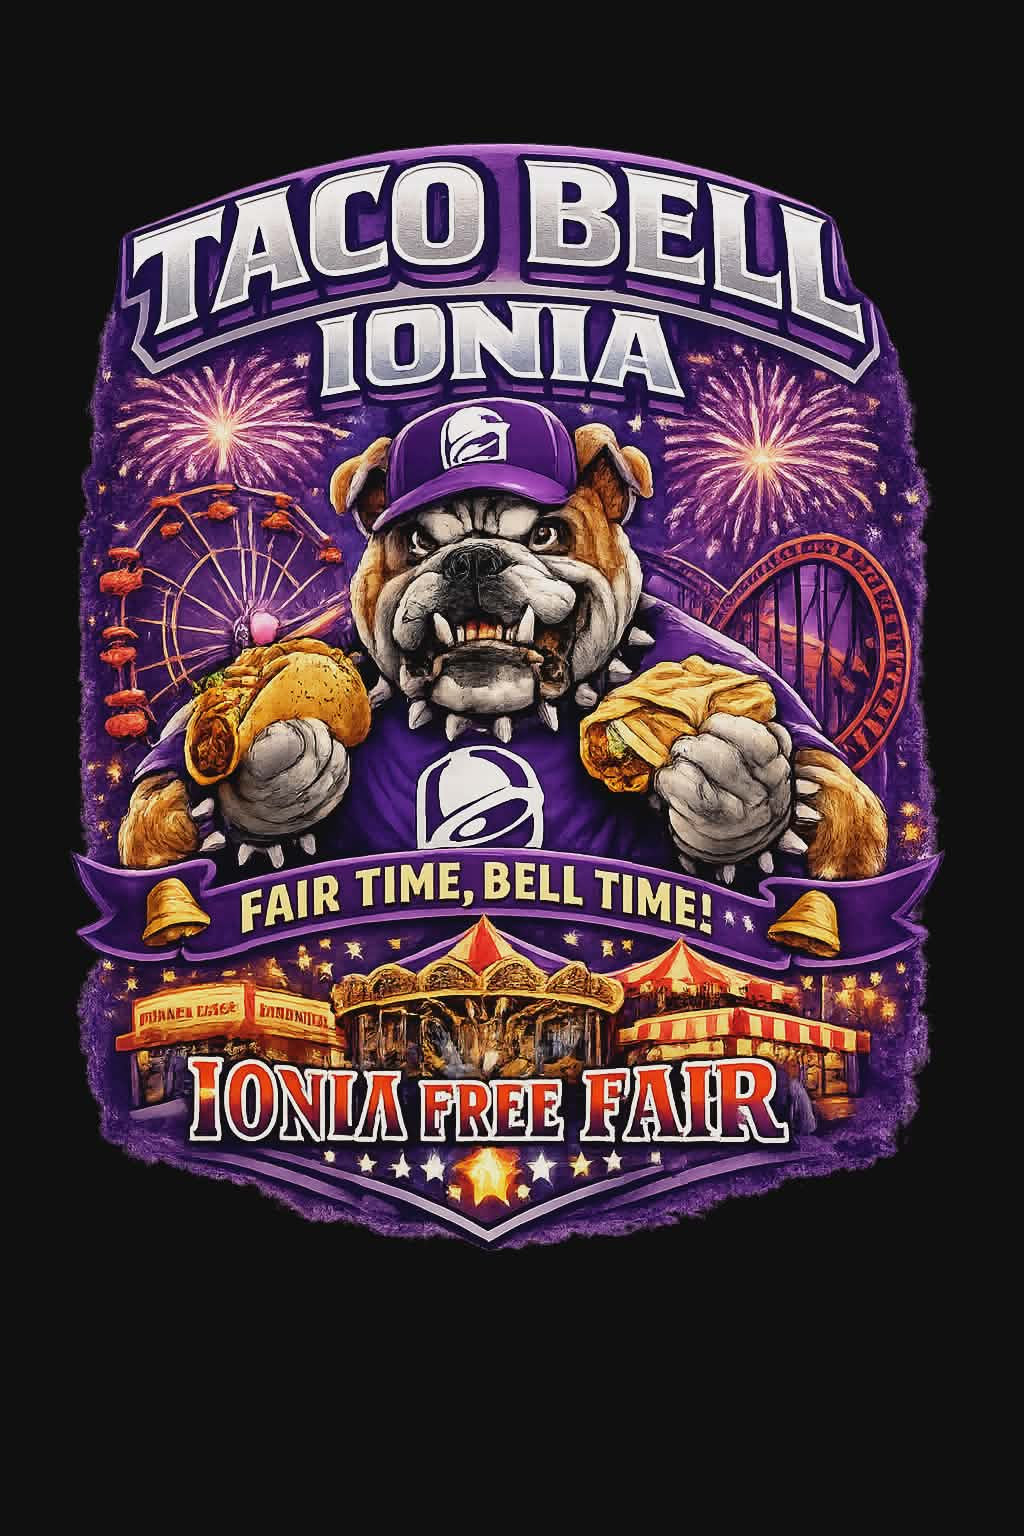 TACO BELL
IONIA
FAIR TIME, BELL TIME!
IONIA FREE FAIR